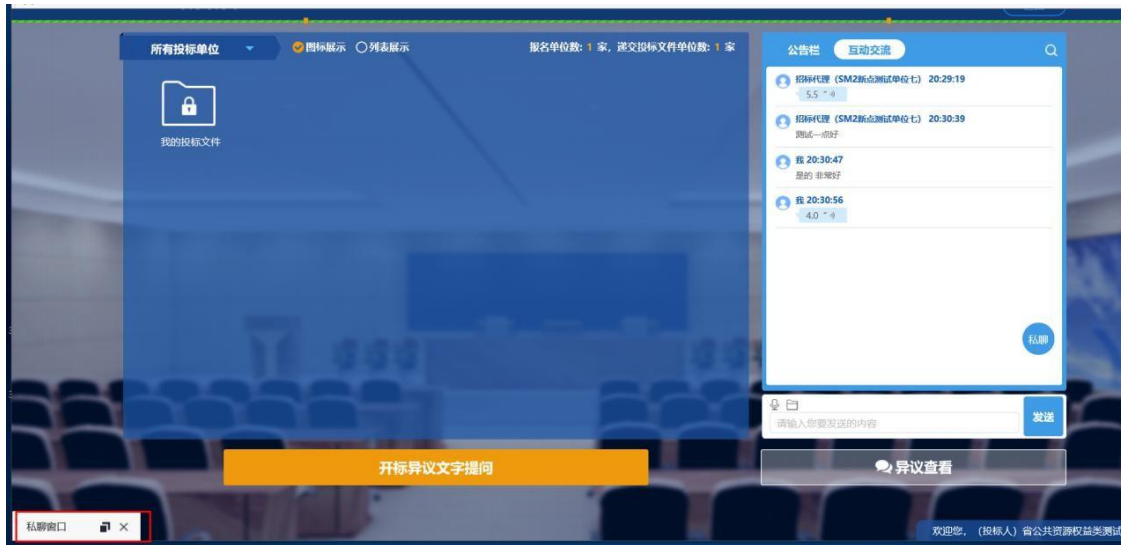 所有投标单位
图标展示 列表展示
报名单位数: 1 家, 递交投标文件单位数: 1 家
我的投标文件
公告栏 互动交流
招标代理 (SM2新点测试单位七) 20:29:19
5.5 "
招标代理 (SM2新点测试单位七) 20:30:39
测试一点好
我 20:30:47
是的 非常好
我 20:30:56
4.0 "
私聊
请输入您要发送的内容
发送
开标异议文字提问
异议查看
私聊窗口
欢迎您, (投标人) 省公共资源权益类测试